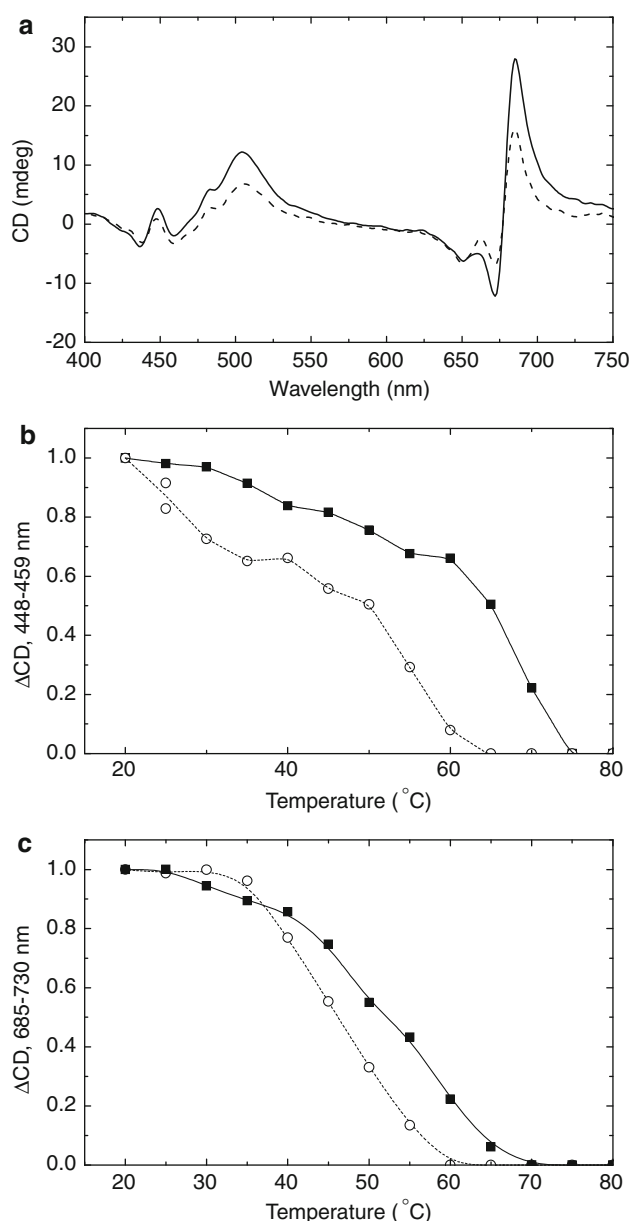 a
30
20
10
0
-10
-20
CD (mdeg)
400 450 500 550 600 650 700 750
Wavelength (nm)
b
1.0
0.8
0.6
0.4
0.2
0.0
ΔCD, 448-459 nm
20 40 60 80
Temperature (°C)
c
1.0
0.8
0.6
0.4
0.2
0.0
ΔCD, 685-730 nm
20 30 40 50 60 70 80
Temperature (°C)